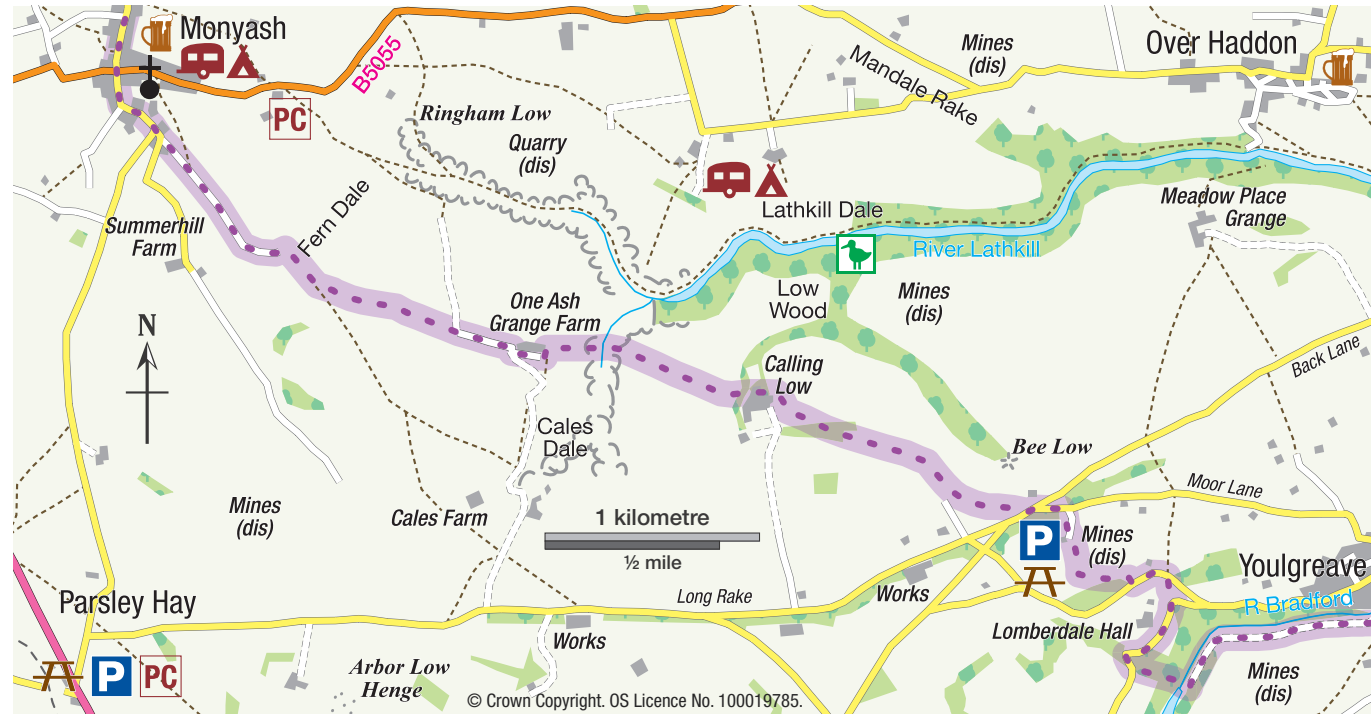 Monyash
B5055
PC
Ringham Low
Quarry
(dis)
Mandale Rake
Mines
(dis)
Over Haddon
Summerhill
Farm
Fern Dale
Lathkill Dale
River Lathkill
Meadow Place
Grange
One Ash
Grange Farm
Low
Wood
Mines
(dis)
N
Calling
Low
Back Lane
Cales
Dale
Bee Low
Mines
(dis)
Cales Farm
1 kilometre
½ mile
Moor Lane
P
Mines
(dis)
Youlgreave
Parsley Hay
Long Rake
Works
R Bradford
Works
Lomberdale Hall
P
PC
Arbor Low
Henge
Mines
(dis)
© Crown Copyright. OS Licence No. 100019785.